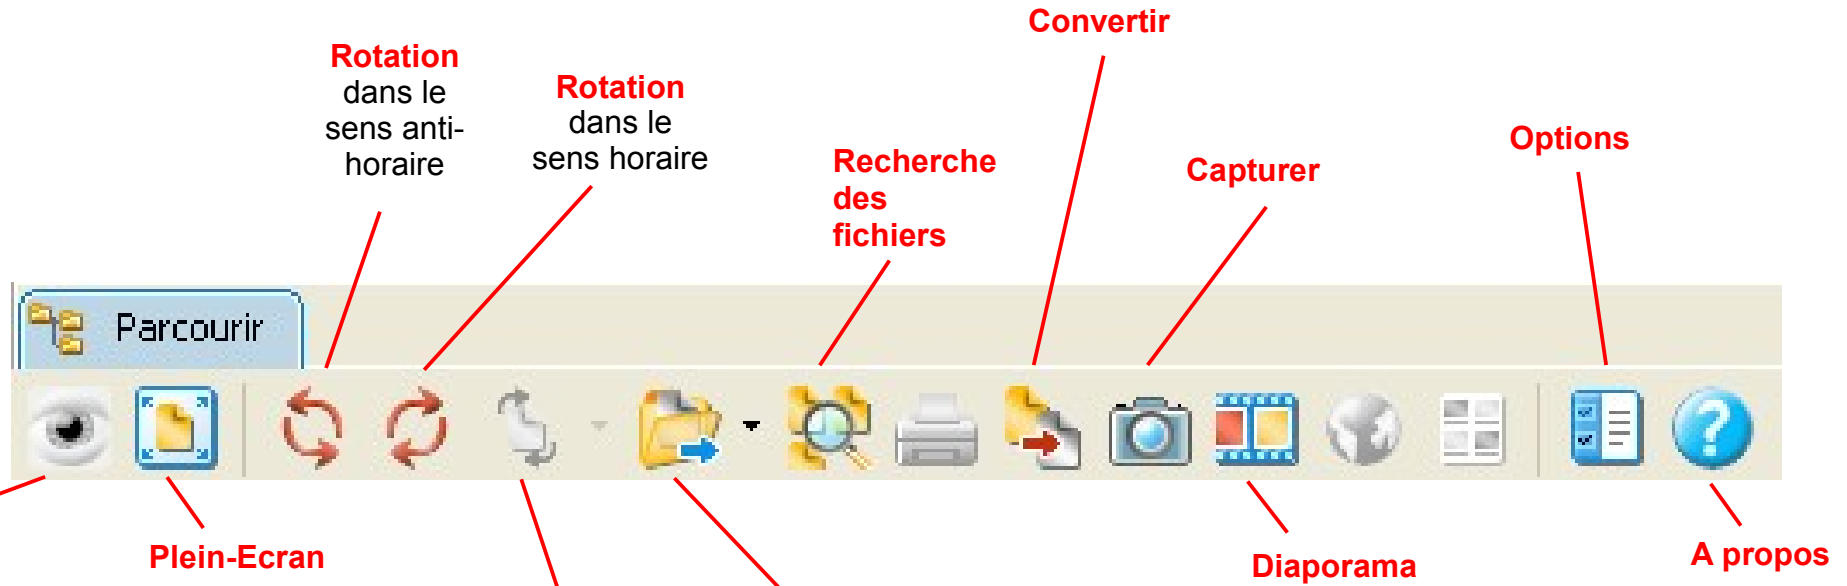 Convertir
Rotation
dans le
sens anti-
horaire
Rotation
dans le
sens horaire
Recherche
des
fichiers
Capturer
Options
Parcourir
Plein-Ecran
Diaporama
A propos